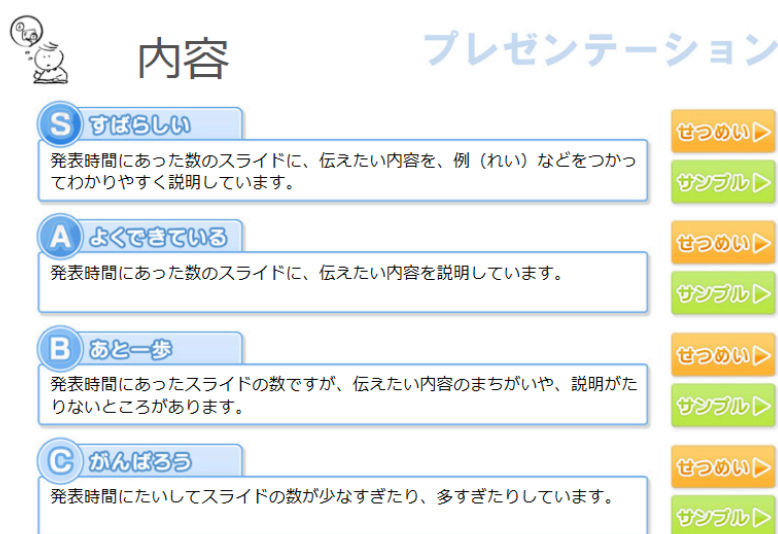 内容
プレゼンテーション
S すばらしい
発表時間にあった数のスライドに、伝えたい内容を、例（れい）などをつかっ
てわかりやすく説明しています。
せつめい
サンプル
A よくできている
発表時間にあった数のスライドに、伝えたい内容を説明しています。
せつめい
サンプル
B あと一歩
発表時間にあったスライドの数ですが、伝えたい内容のまちがいや、説明がた
りないところがあります。
せつめい
サンプル
C がんばろう
発表時間にたいしてスライドの数が少なすぎたり、多すぎたりしています。
せつめい
サンプル